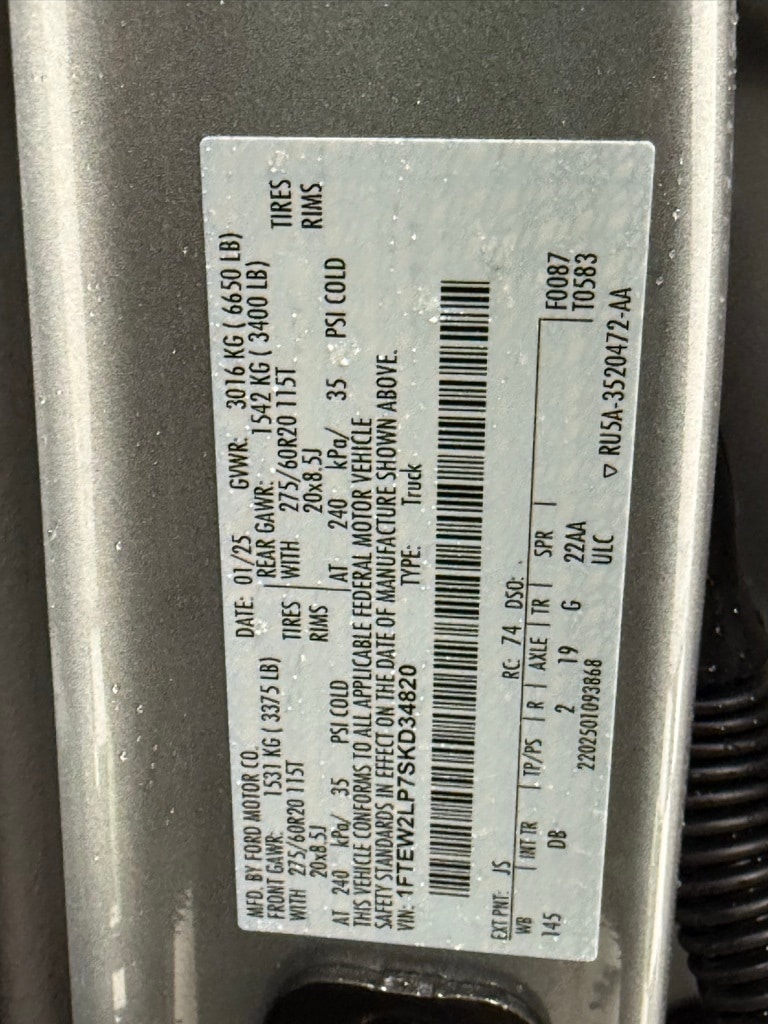 MFD. BY FORD MOTOR CO.
DATE: 01/25 GVWR: 3016 KG ( 6650 LB)
FRONT GAWR: 1531 KG ( 3375 LB) REAR GAWR: 1542 KG ( 3400 LB)
WITH 275/60R20 115T TIRES WITH 275/60R20 115T TIRES
20x8.5J RIMS 20x8.5J RIMS
AT 240 kPa/ 35 PSI COLD AT 240 kPa/ 35 PSI COLD
THIS VEHICLE CONFORMS TO ALL APPLICABLE FEDERAL MOTOR VEHICLE
SAFETY STANDARDS IN EFFECT ON THE DATE OF MANUFACTURE SHOWN ABOVE.
VIN: 1FTEW2LP7SKD34820 TYPE: Truck
EXT PNT: JS RC: 74 DSO:
WB INT TR TP/PS R AXLE TR SPR F0087
145 DB 2 19 G 22AA T0583
2202501093868 ULC
▽ RU5A-3520472-AA